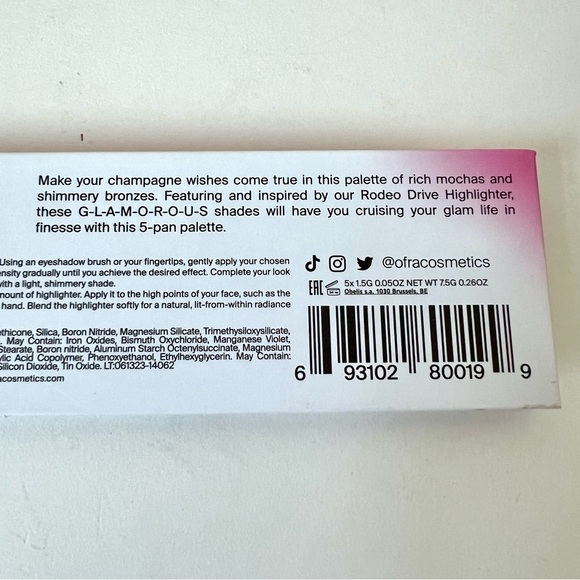 Make your champagne wishes come true in this palette of rich mochas and
shimmery bronzes. Featuring and inspired by our Rodeo Drive Highlighter,
these G-L-A-M-O-R-O-U-S shades will have you cruising your glam life in
finesse with this 5-pan palette.
Using an eyeshadow brush or your fingertips, gently apply your chosen
ensity gradually until you achieve the desired effect. Complete your look
with a light, shimmery shade.
mount of highlighter. Apply it to the high points of your face, such as the
hand. Blend the highlighter softly for a natural, lit-from-within radiance
ethicone, Silica, Boron Nitride, Magnesium Silicate, Trimethylsiloxysilicate,
. May Contain: Iron Oxides, Bismuth Oxychloride, Manganese Violet,
Stearate, Boron nitride, Aluminum Starch Octenylsuccinate, Magnesium
ylic Acid Copolymer, Phenoxyethanol, Ethylhexyglycerin. May Contain:
Silicon Dioxide, Tin Oxide. LT:061323-14062
racosmetics.com
@ofracosmetics
EAC 5x 1.5G 0.05OZ NET WT 7.5G 0.26OZ
Obelis s.a. 1030 Brussels, BE
6 93102 80019 9